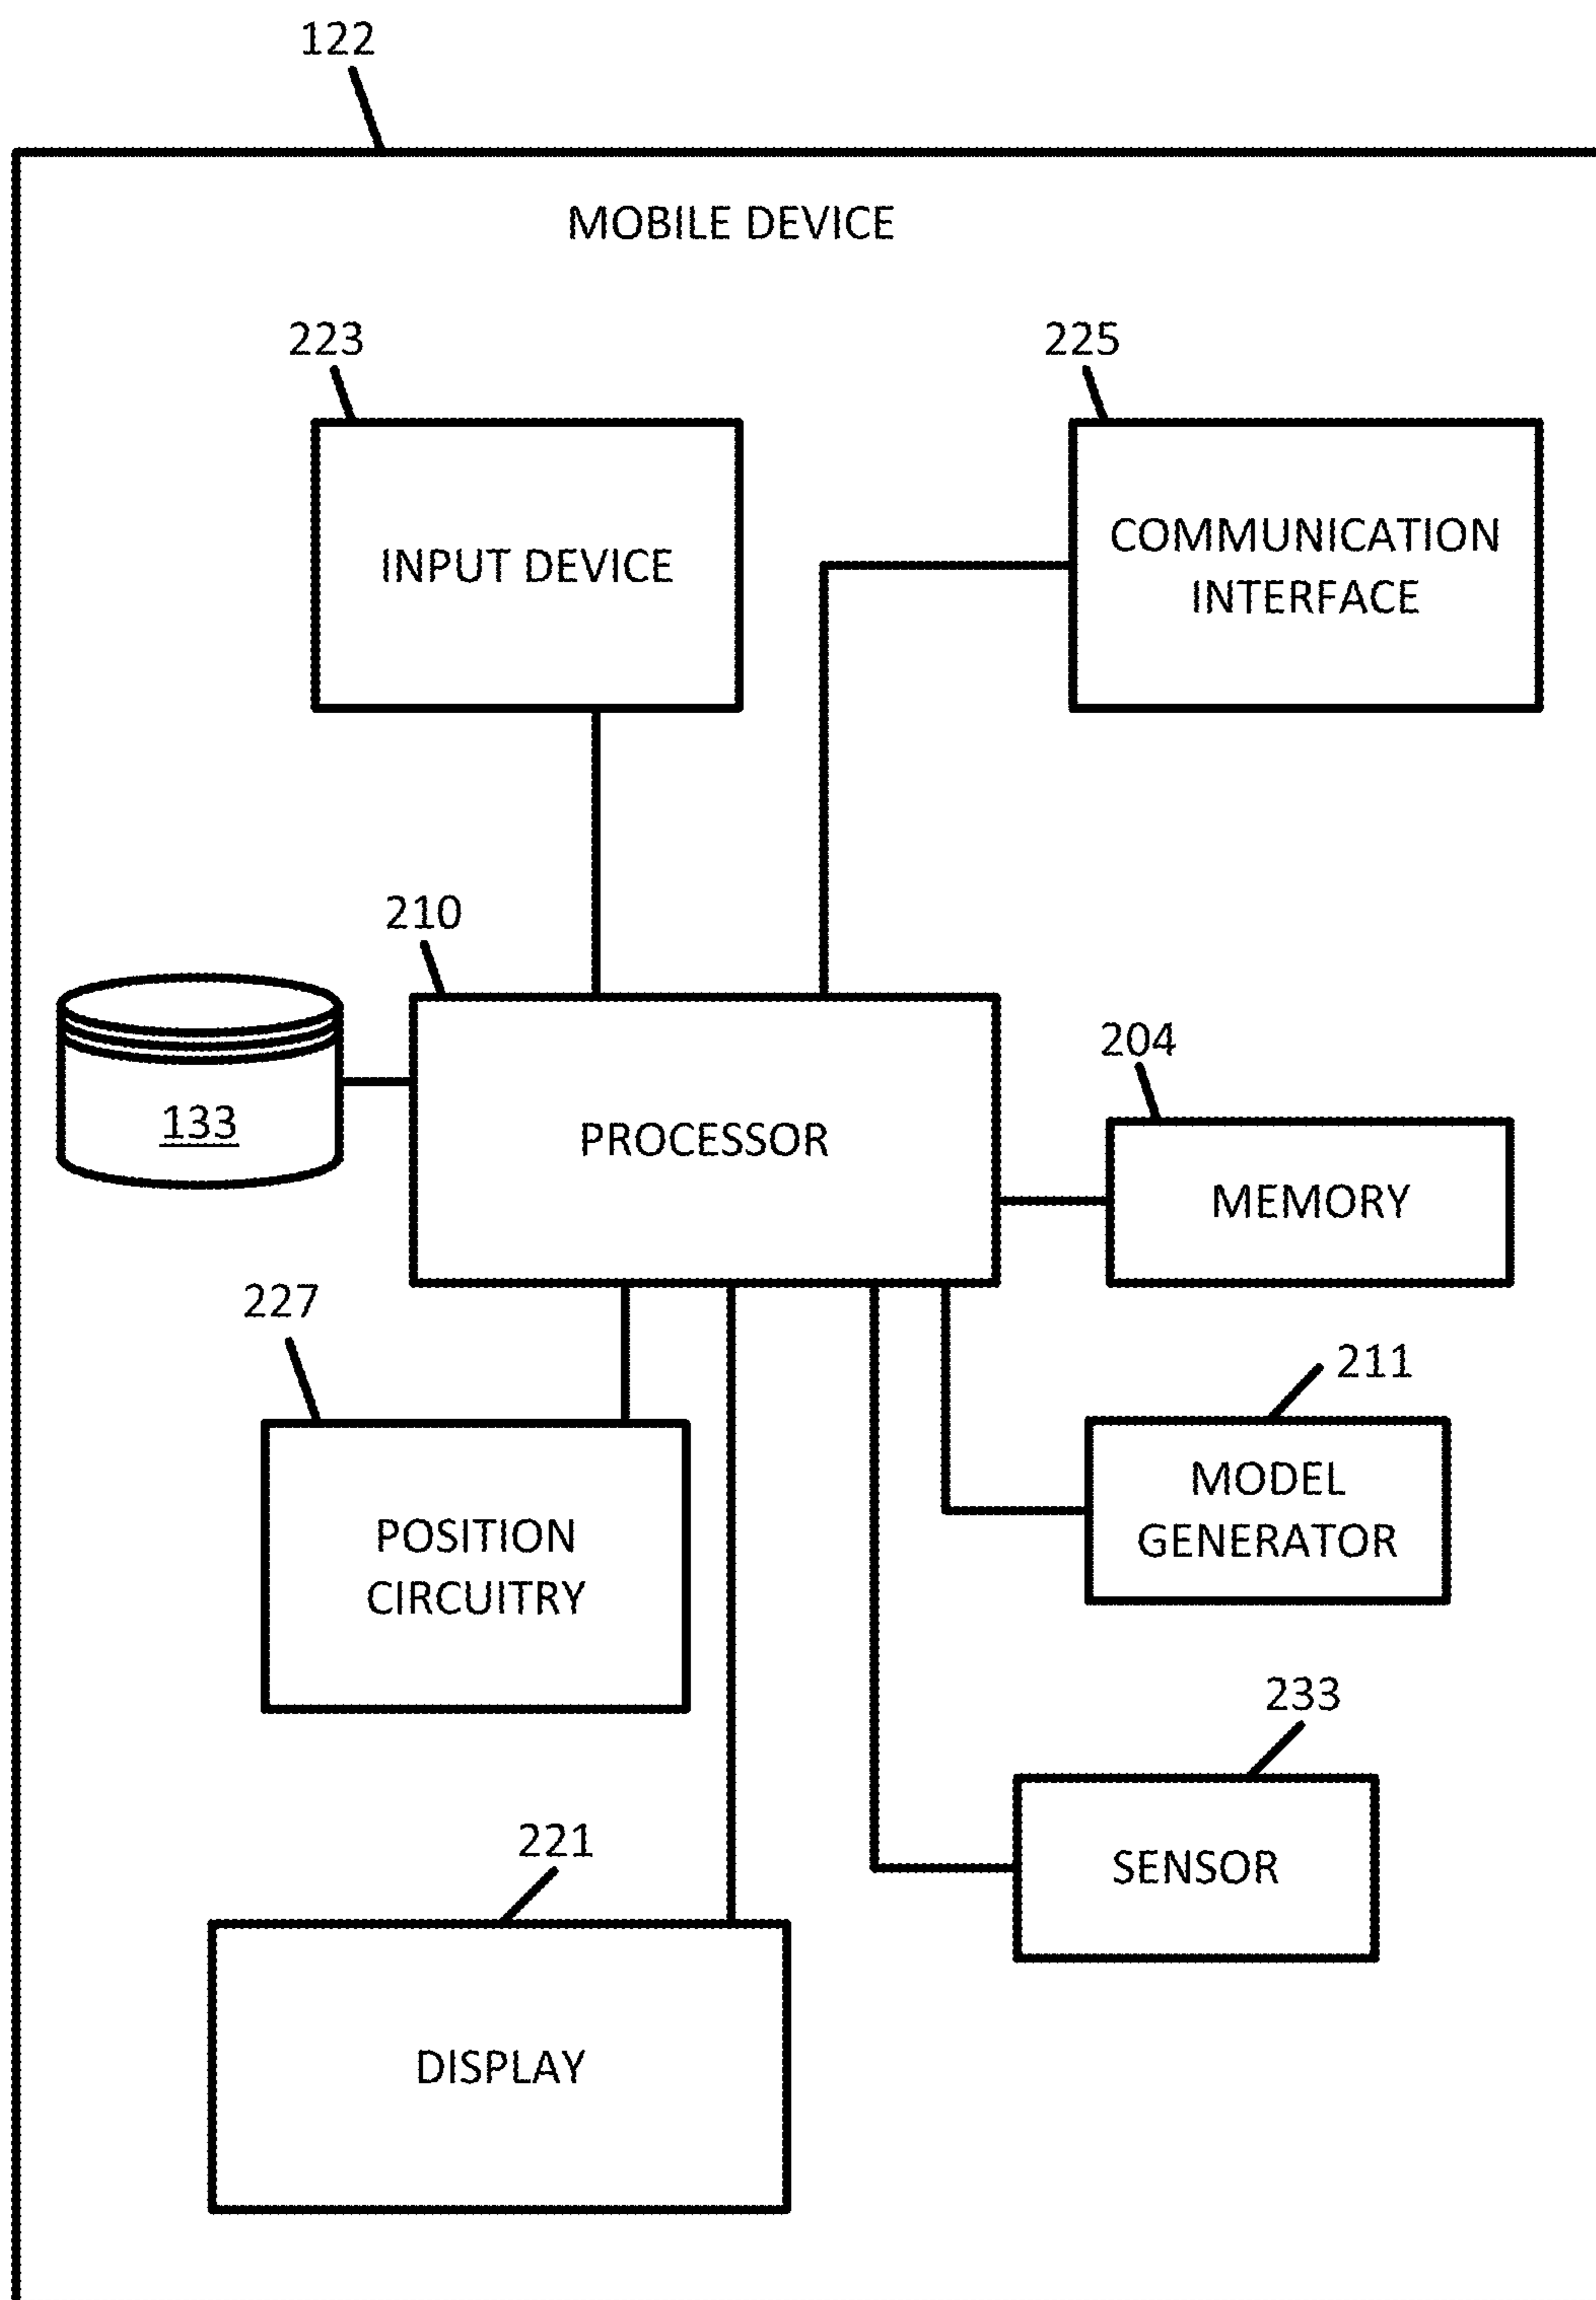 122
MOBILE DEVICE
223
225
INPUT DEVICE
COMMUNICATION
INTERFACE
210
133
PROCESSOR
204
MEMORY
227
POSITION
CIRCUITRY
211
MODEL
GENERATOR
233
SENSOR
221
DISPLAY